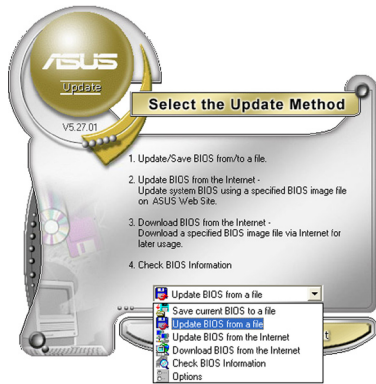 ASUS
Update
V5.27.01
Select the Update Method
1. Update/Save BIOS from/to a file.
2. Update BIOS from the Internet -
Update system BIOS using a specified BIOS image file
on ASUS Web Site.
3. Download BIOS from the Internet -
Download a specified BIOS image file via Internet for
later usage.
4. Check BIOS Information
Update BIOS from a file
Save current BIOS to a file
Update BIOS from a file
Update BIOS from the Internet
Download BIOS from the Internet
Check BIOS Information
Options